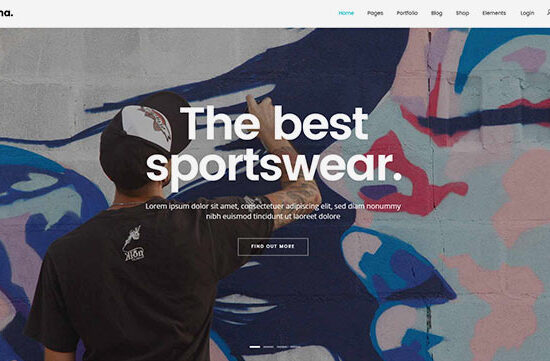 na.
Home Pages Portfolio Blog Shop Elements Login
The best
sportswear.
Lorem ipsum dolor sit amet, consectetuer adipiscing elit, sed diam nonummy
nibh euismod tincidunt ut laoreet dolore
FIND OUT MORE